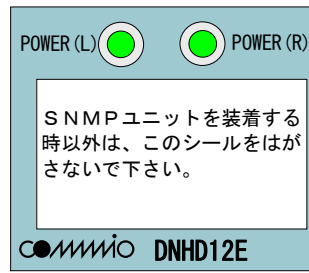 POWER (L) POWER (R)
ＳＮＭＰユニットを装着する
時以外は、このシールをはが
さないで下さい。
commio DNHD12E